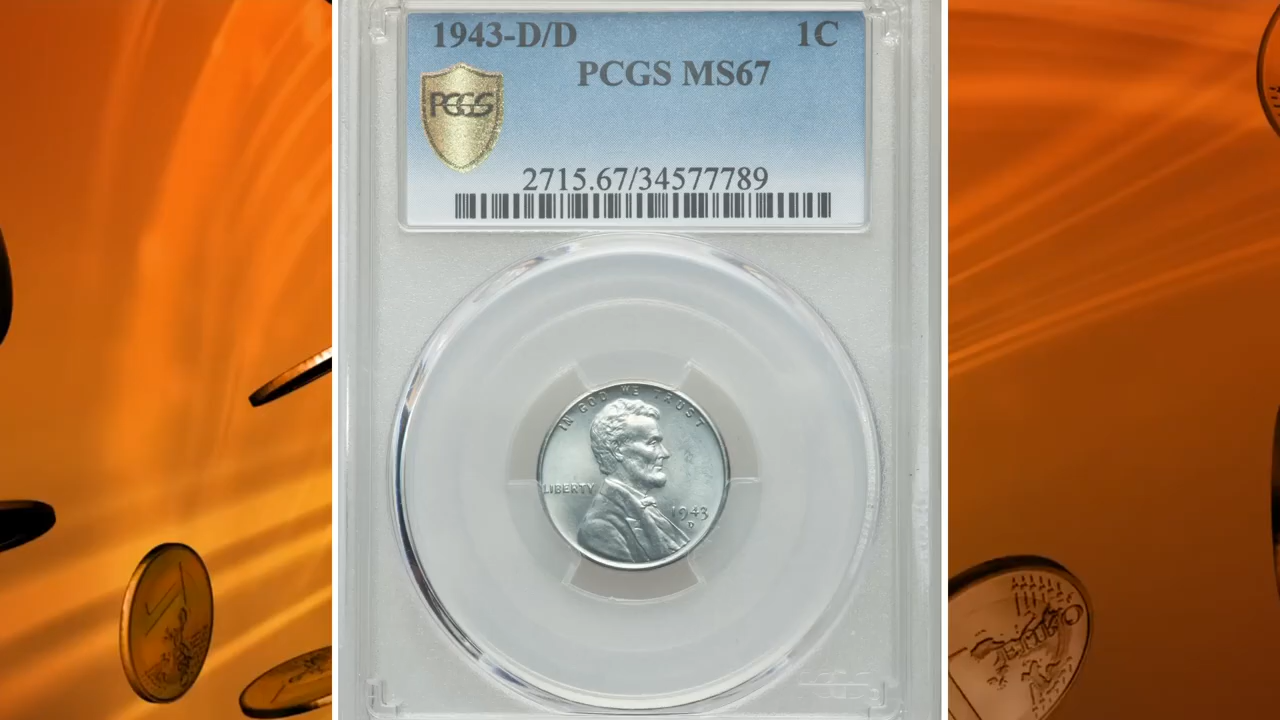 1943-D/D 1C
PCGS MS67
PCGS
2715.67/34577789
IN GOD WE TRUST
LIBERTY
1943
D